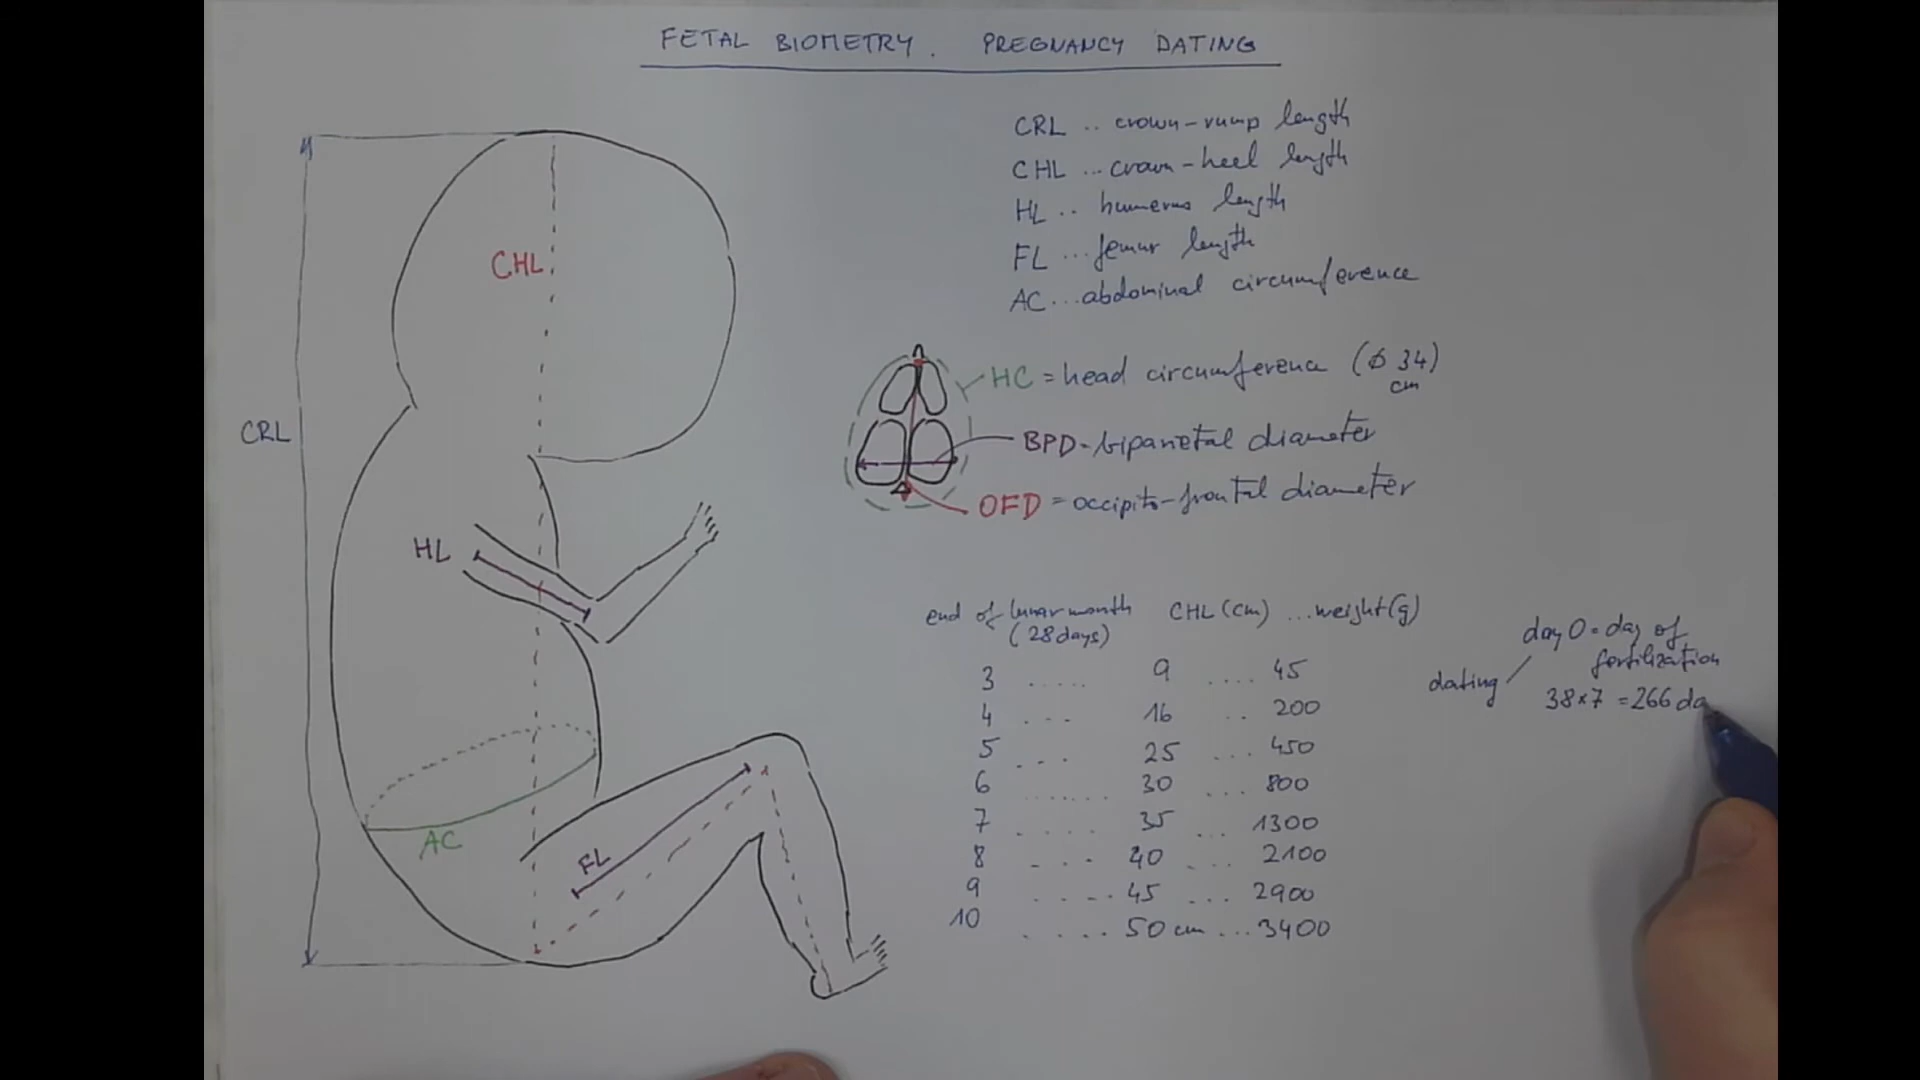 FETAL BIOMETRY. PREGNANCY DATING
CRL .. crown-rump length
CHL ... crown-heel length
HL .. humerus length
FL ... femur length
AC ... abdominal circumference
CHL
CRL
HC = head circumference (ϕ 34)
cm
BPD - biparietal diameter
OFD = occipito-frontal diameter
HL
AC
FL
end of lunar month CHL (cm) ... weight (g)
(28 days)
3 ..... 9 .... 45
4 ... 16 .. 200
5 ... 25 ... 450
6 ...... 30 ... 800
7 .... 35 ... 1300
8 ... 40 ... 2100
9 .... 45 ... 2900
10 .... 50 cm ... 3400
day 0 = day of
fertilization
dating
38 × 7 = 266 da